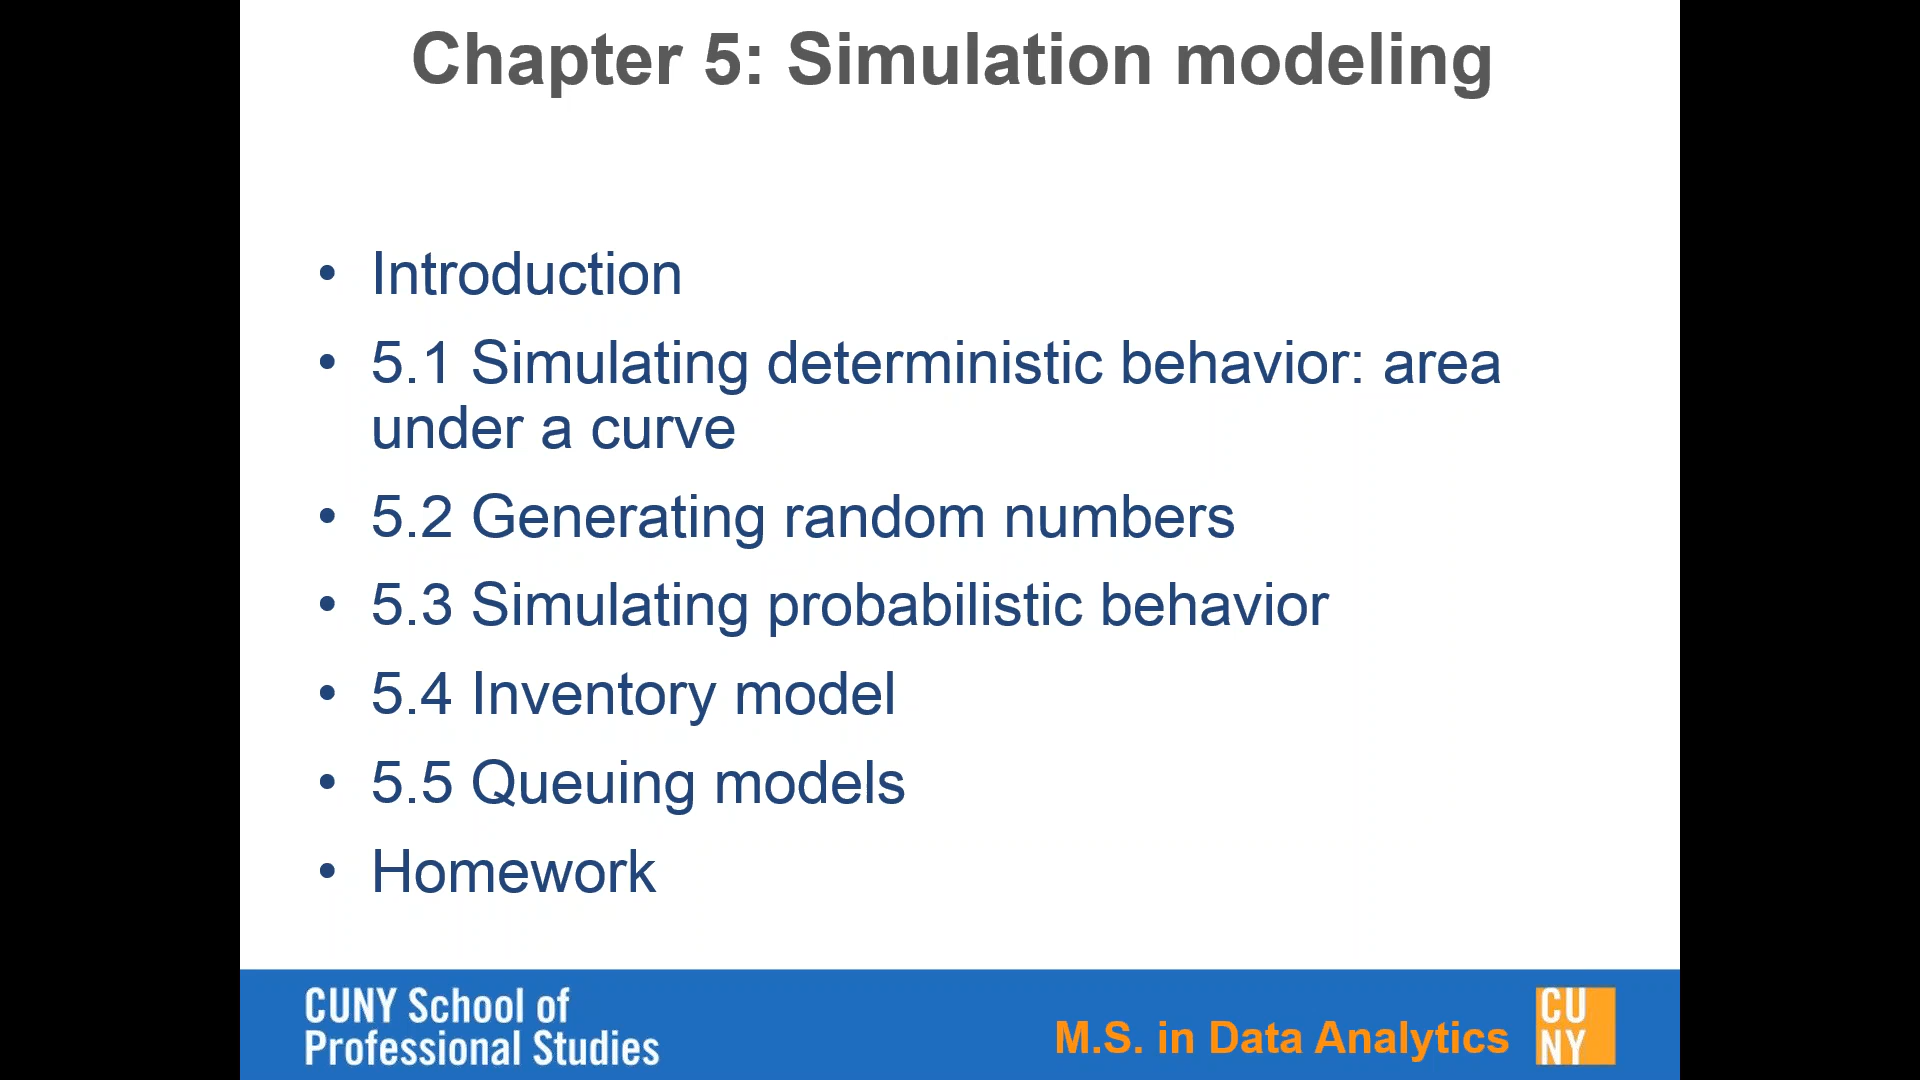 Chapter 5: Simulation modeling
• Introduction
• 5.1 Simulating deterministic behavior: area
under a curve
• 5.2 Generating random numbers
• 5.3 Simulating probabilistic behavior
• 5.4 Inventory model
• 5.5 Queuing models
• Homework
CUNY School of
Professional Studies
M.S. in Data Analytics
CU
NY